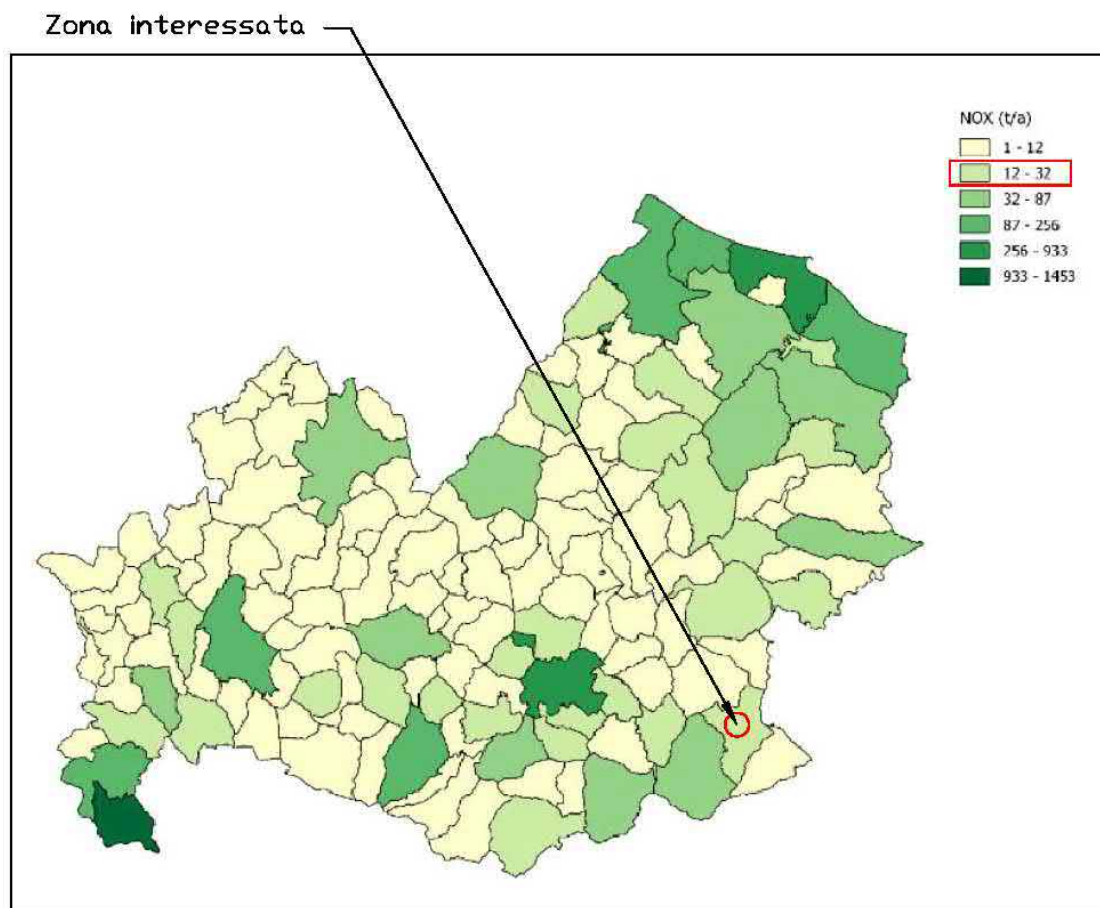 Zona interessata
NOX (t/a)
1 - 12
12 - 32
32 - 87
87 - 256
256 - 933
933 - 1453